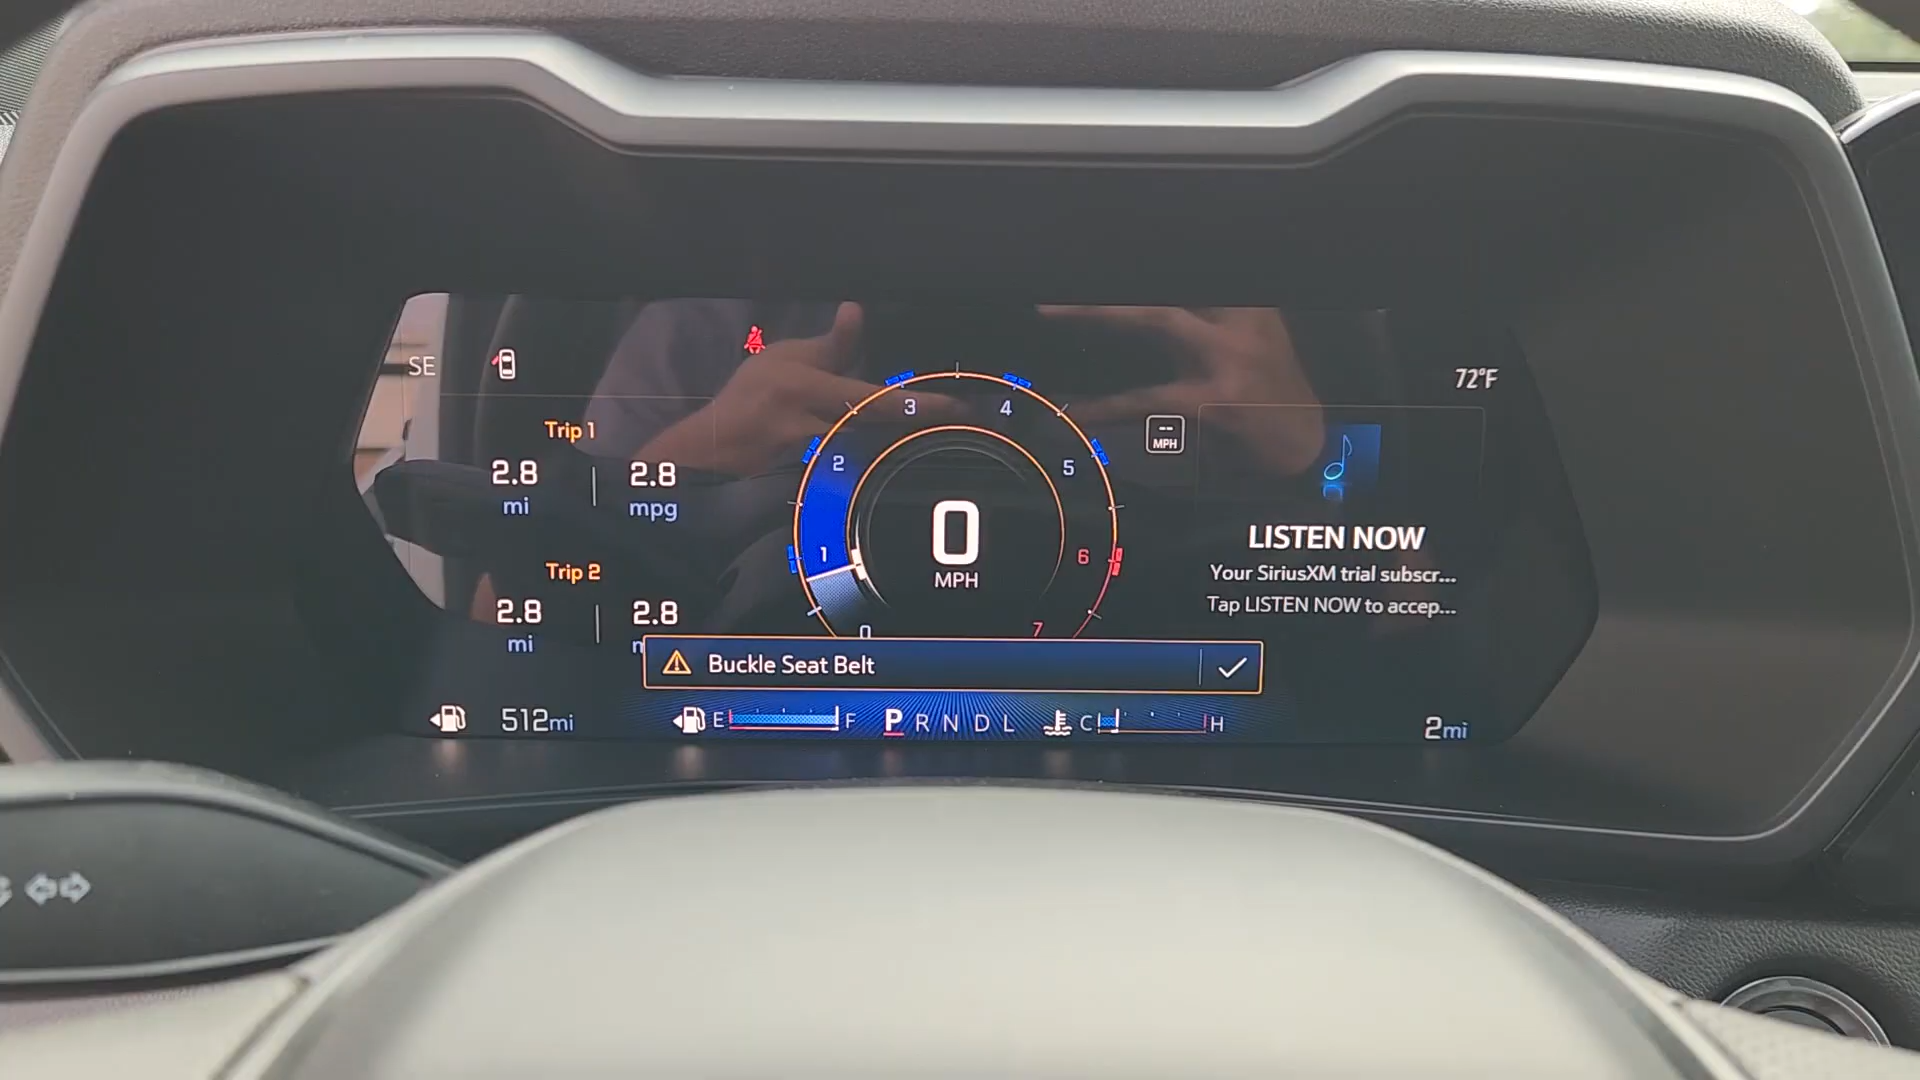 SE
72°F
Trip 1
2.8 mi
2.8 mpg
Trip 2
2.8 mi
2.8
0
1
2
3
4
5
6
7
0
MPH
--
MPH
LISTEN NOW
Your SiriusXM trial subscr...
Tap LISTEN NOW to accep...
Buckle Seat Belt
512mi
E F
P R N D L
C H
2mi